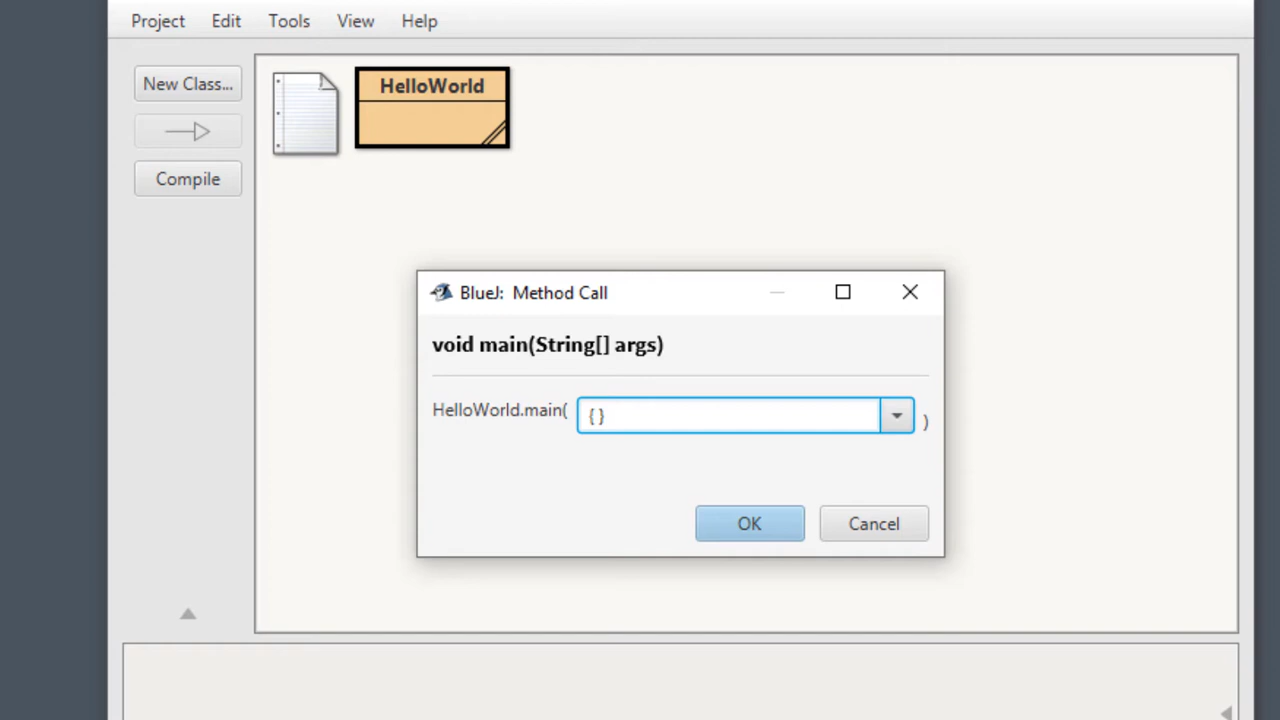 Project Edit Tools View Help
New Class...
HelloWorld
Compile
BlueJ: Method Call
void main(String[] args)
HelloWorld.main( { } )
OK Cancel